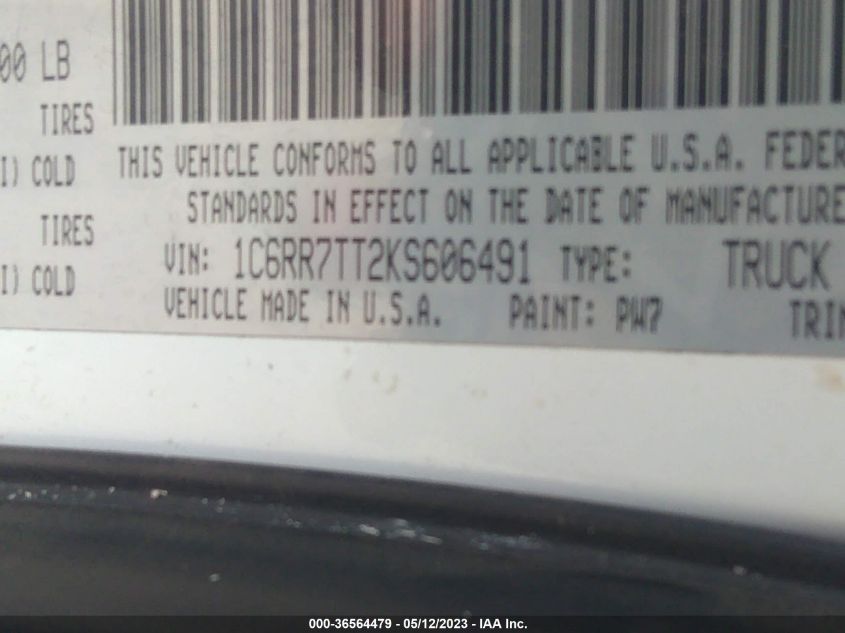 00 LB
TIRES
I) COLD
TIRES
I) COLD
THIS VEHICLE CONFORMS TO ALL APPLICABLE U.S.A. FEDER
STANDARDS IN EFFECT ON THE DATE OF MANUFACTURE
VIN: 1C6RR7TT2KS606491 TYPE: TRUCK
VEHICLE MADE IN U.S.A. PAINT: PW7 TRIM
000-36564479 - 05/12/2023 - IAA Inc.